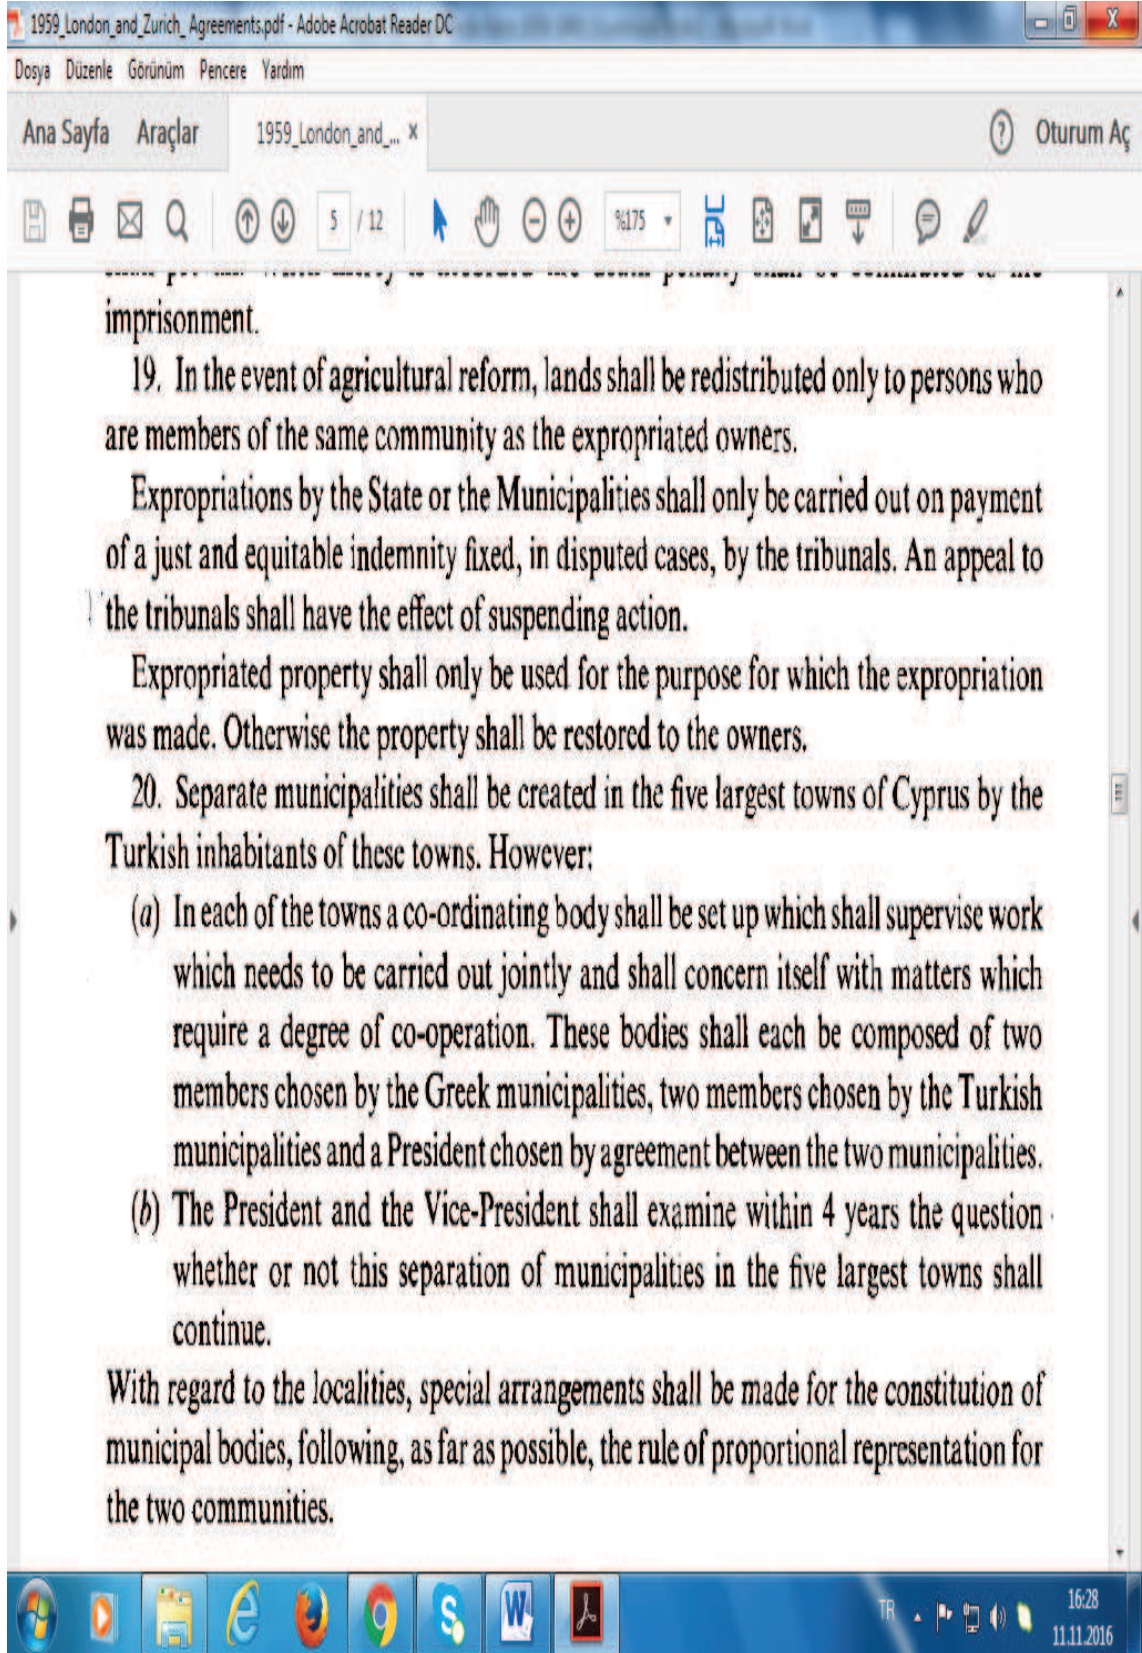 1959_London_and_Zurich_ Agreements.pdf - Adobe Acrobat Reader DC
Dosya Düzenle Görünüm Pencere Yardım
Ana Sayfa Araçlar 1959_London_and_... × ? Oturum Aç
5 / 12 %175
imprisonment.
19. In the event of agricultural reform, lands shall be redistributed only to persons who
are members of the same community as the expropriated owners.
Expropriations by the State or the Municipalities shall only be carried out on payment
of a just and equitable indemnity fixed, in disputed cases, by the tribunals. An appeal to
the tribunals shall have the effect of suspending action.
Expropriated property shall only be used for the purpose for which the expropriation
was made. Otherwise the property shall be restored to the owners.
20. Separate municipalities shall be created in the five largest towns of Cyprus by the
Turkish inhabitants of these towns. However:
(a) In each of the towns a co-ordinating body shall be set up which shall supervise work
which needs to be carried out jointly and shall concern itself with matters which
require a degree of co-operation. These bodies shall each be composed of two
members chosen by the Greek municipalities, two members chosen by the Turkish
municipalities and a President chosen by agreement between the two municipalities.
(b) The President and the Vice-President shall examine within 4 years the question
whether or not this separation of municipalities in the five largest towns shall
continue.
With regard to the localities, special arrangements shall be made for the constitution of
municipal bodies, following, as far as possible, the rule of proportional representation for
the two communities.
TR 16:28
11.11.2016